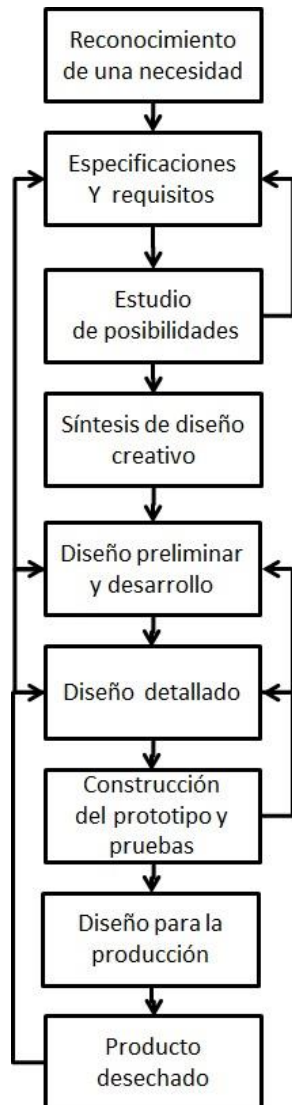 Reconocimiento
de una necesidad
Especificaciones
Y requisitos
Estudio
de posibilidades
Síntesis de diseño
creativo
Diseño preliminar
y desarrollo
Diseño detallado
Construcción
del prototipo y
pruebas
Diseño para la
producción
Producto
desechado